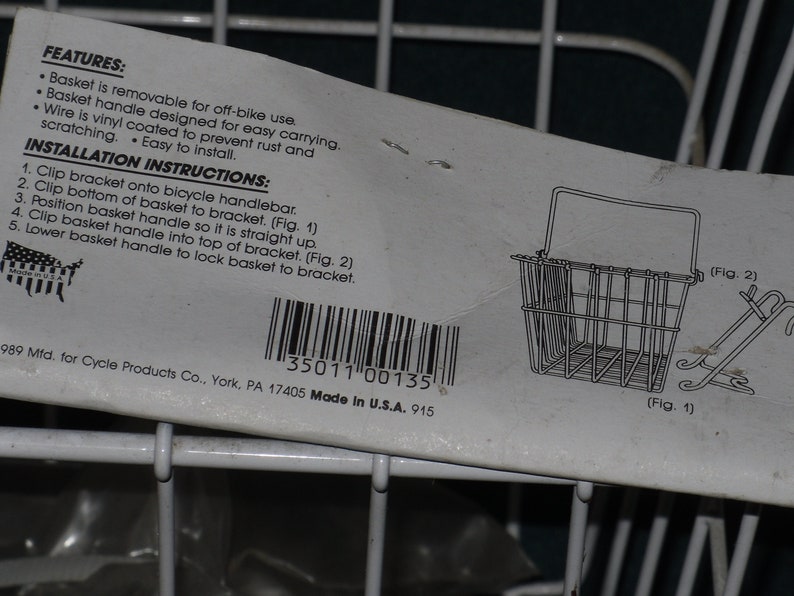 FEATURES:
• Basket is removable for off-bike use.
• Basket handle designed for easy carrying.
• Wire is vinyl coated to prevent rust and
scratching. • Easy to install.
INSTALLATION INSTRUCTIONS:
1. Clip bracket onto bicycle handlebar.
2. Clip bottom of basket to bracket. (Fig. 1)
3. Position basket handle so it is straight up.
4. Clip basket handle into top of bracket. (Fig. 2)
5. Lower basket handle to lock basket to bracket.
Made in U.S.A.
35011 00135
989 Mfd. for Cycle Products Co., York, PA 17405 Made in U.S.A. 915
(Fig. 2)
(Fig. 1)